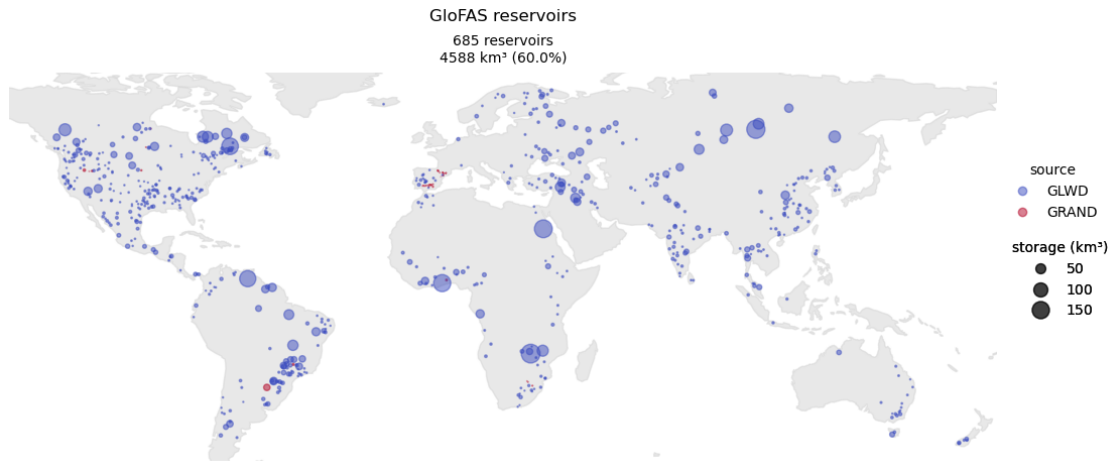 GloFAS reservoirs
685 reservoirs
4588 km³ (60.0%)
source
GLWD
GRAND
storage (km³)
50
100
150